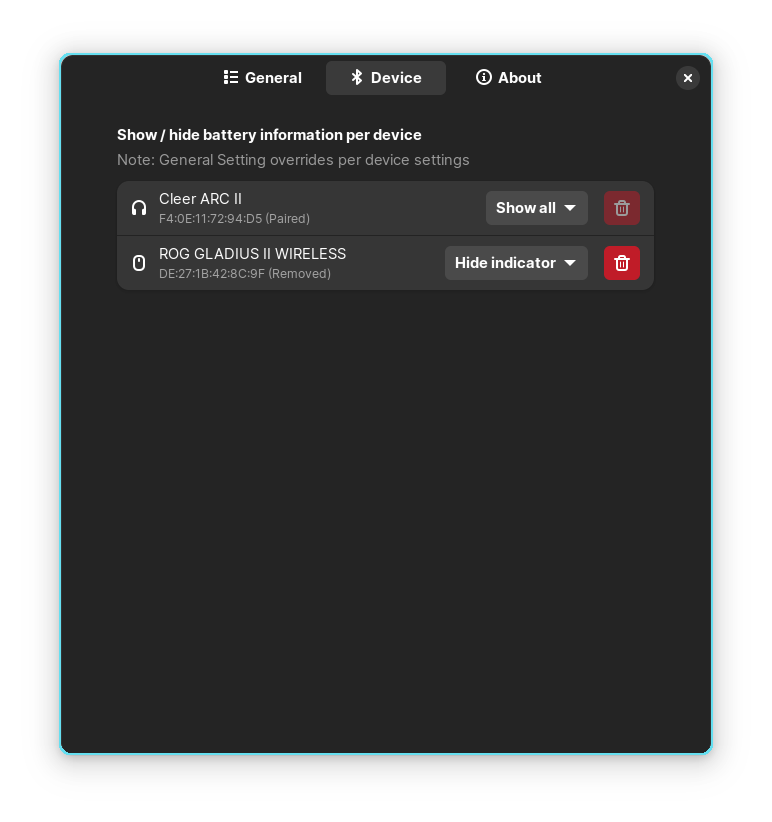 General
Device
About
Show / hide battery information per device
Note: General Setting overrides per device settings
Cleer ARC II
F4:0E:11:72:94:D5 (Paired)
Show all
ROG GLADIUS II WIRELESS
DE:27:1B:42:8C:9F (Removed)
Hide indicator